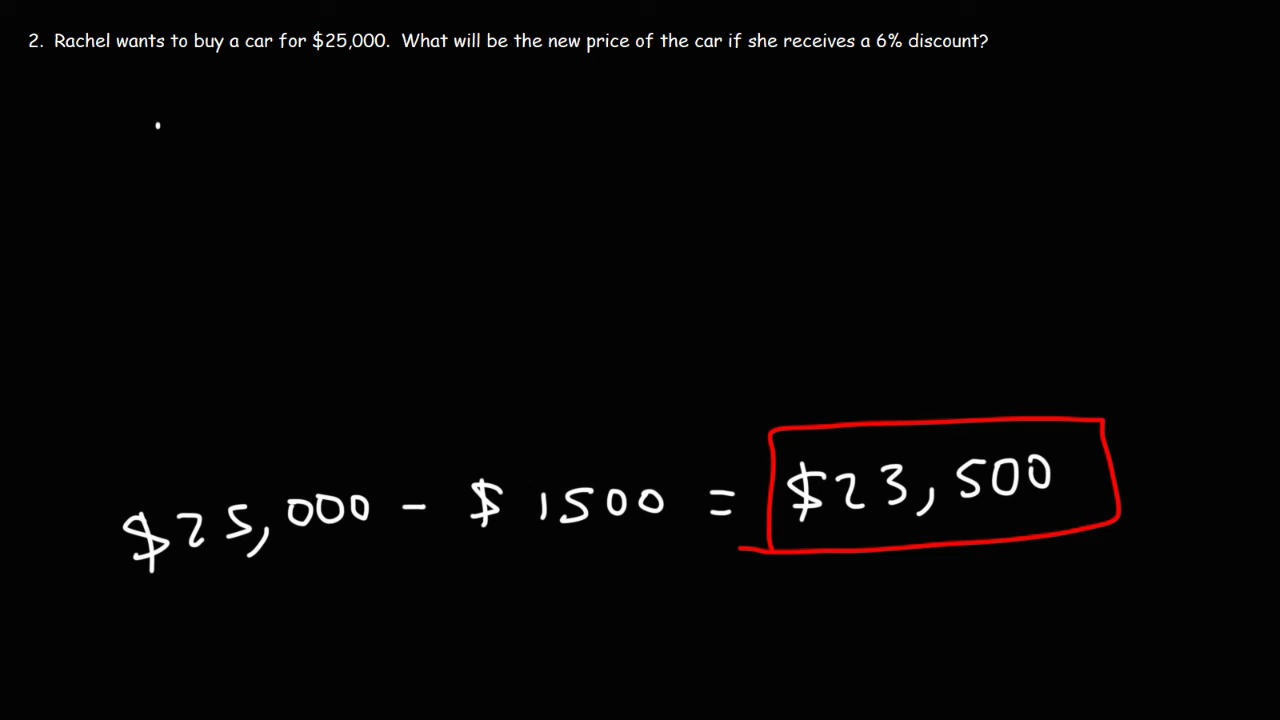 2. Rachel wants to buy a car for $25,000. What will be the new price of the car if she receives a 6% discount?
$25,000 - $1500 = $23,500